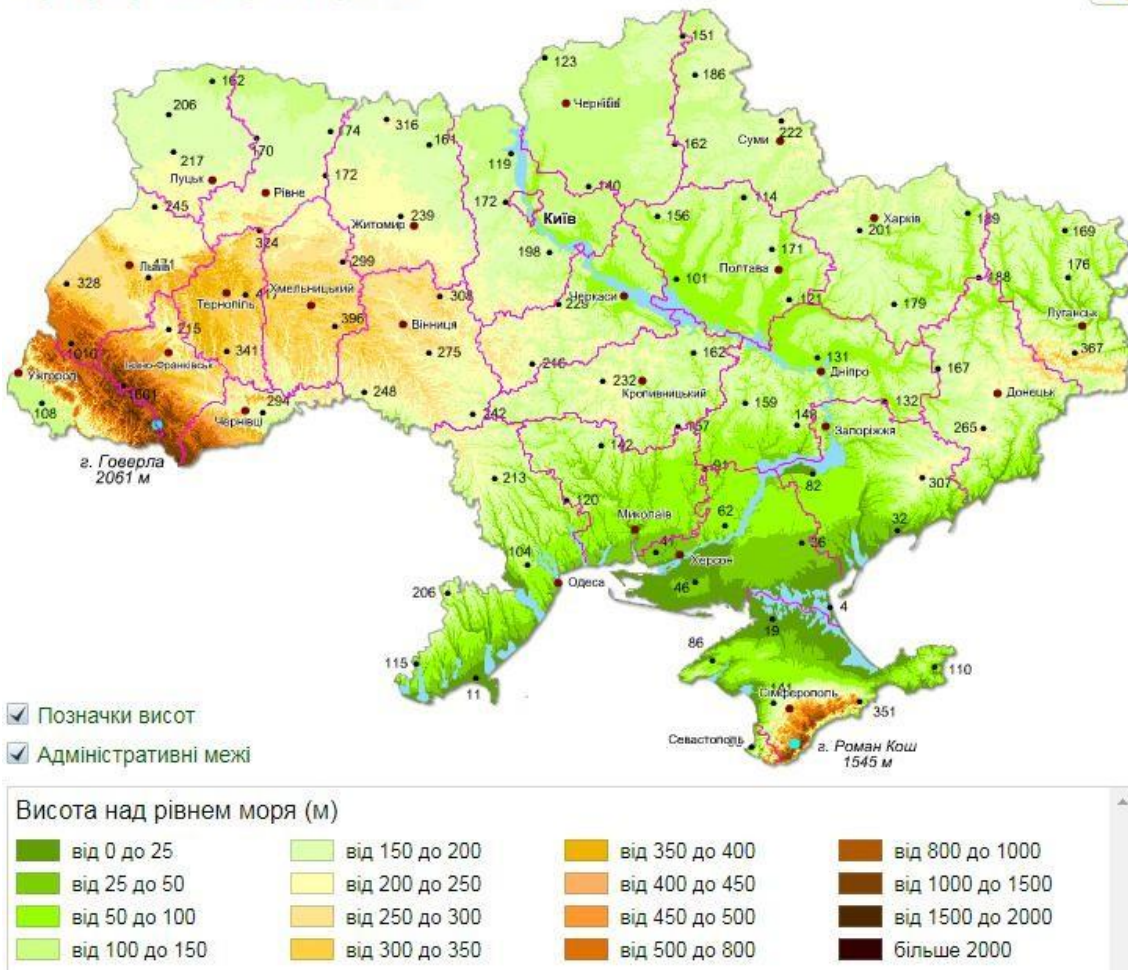 151
123
186
162
206
Чернігів
316
174
161
222
Суми
170
162
217
119
Луцьк
172
140
Рівне
114
245
172
156
189
239
Київ
Харків
Житомир
201
169
324
171
198
299
Львів
471
Полтава
176
101
188
328
Хмельницький
308
Черкаси
Тернопіль
417
229
121
179
Луганськ
396
Вінниця
215
1010
341
275
162
131
367
Івано-Франківськ
246
Ужгород
232
Дніпро
167
Кропивницький
Донецьк
248
108
159
132
294
Чернівці
242
148
157
Запоріжжя
265
142
г. Говерла
2061 м
213
91
82
307
120
62
Миколаїв
32
41
36
Херсон
104
Одеса
46
206
4
19
86
115
110
11
141
Сімферополь
351
Севастополь
г. Роман Кош
1545 м
Позначки висот
Адміністративні межі
Висота над рівнем моря (м)
від 0 до 25
від 150 до 200
від 350 до 400
від 800 до 1000
від 25 до 50
від 200 до 250
від 400 до 450
від 1000 до 1500
від 50 до 100
від 250 до 300
від 450 до 500
від 1500 до 2000
від 100 до 150
від 300 до 350
від 500 до 800
більше 2000